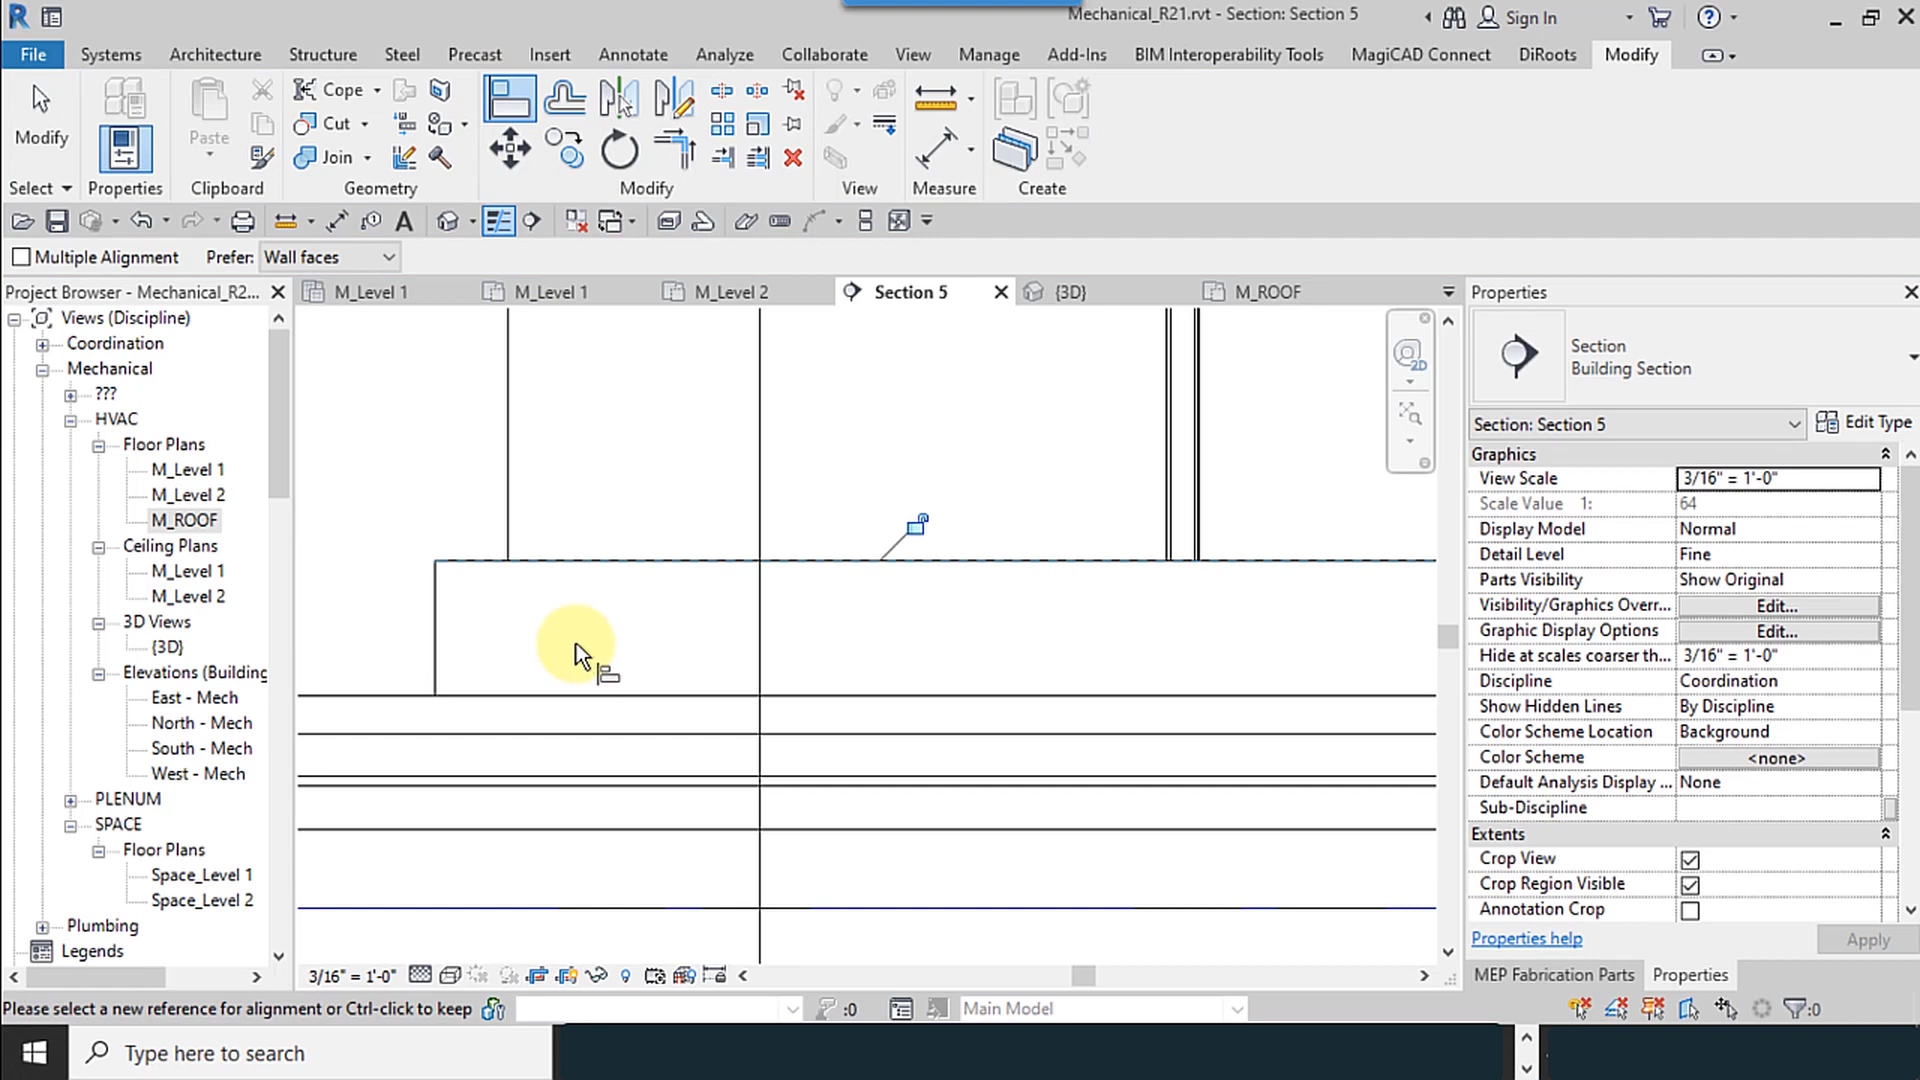 Mechanical_R21.rvt - Section: Section 5
Sign In
File Systems Architecture Structure Steel Precast Insert Annotate Analyze Collaborate View Manage Add-Ins BIM Interoperability Tools MagiCAD Connect DiRoots Modify
Modify
Paste
Cope
Cut
Join
Select Properties Clipboard Geometry Modify View Measure Create
Multiple Alignment Prefer: Wall faces
Project Browser - Mechanical_R2...
M_Level 1 M_Level 1 M_Level 2 Section 5 {3D} M_ROOF
Properties
Views (Discipline)
Coordination
Mechanical
???
HVAC
Floor Plans
M_Level 1
M_Level 2
M_ROOF
Ceiling Plans
M_Level 1
M_Level 2
3D Views
{3D}
Elevations (Building
East - Mech
North - Mech
South - Mech
West - Mech
PLENUM
SPACE
Floor Plans
Space_Level 1
Space_Level 2
Plumbing
Legends
2D
Section
Building Section
Section: Section 5 Edit Type
Graphics
View Scale 3/16" = 1'-0"
Scale Value 1: 64
Display Model Normal
Detail Level Fine
Parts Visibility Show Original
Visibility/Graphics Overr... Edit...
Graphic Display Options Edit...
Hide at scales coarser th... 3/16" = 1'-0"
Discipline Coordination
Show Hidden Lines By Discipline
Color Scheme Location Background
Color Scheme <none>
Default Analysis Display ... None
Sub-Discipline
Extents
Crop View
Crop Region Visible
Annotation Crop
Properties help Apply
MEP Fabrication Parts Properties
3/16" = 1'-0"
Please select a new reference for alignment or Ctrl-click to keep :0 Main Model :0
Type here to search